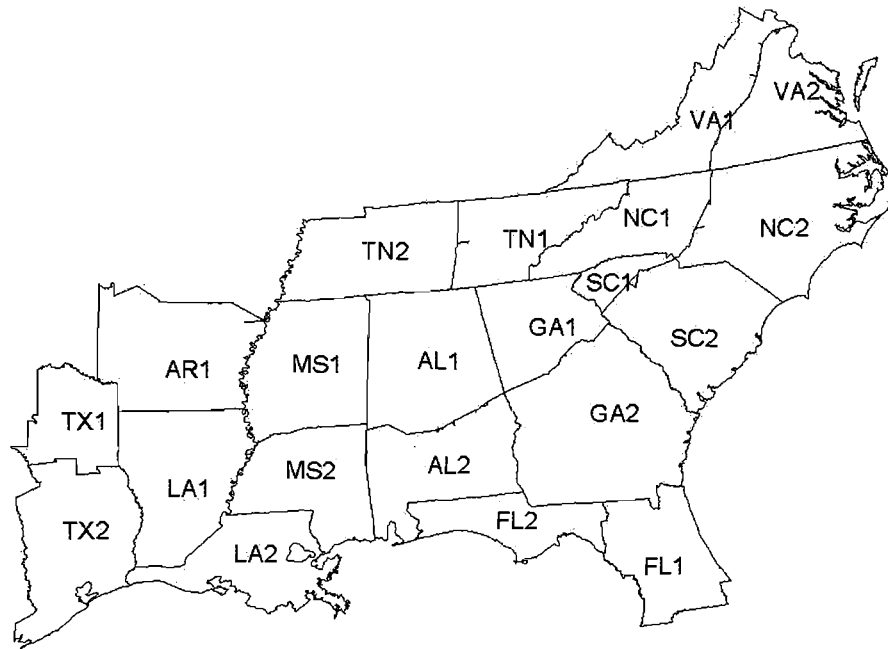 VA2
VA1
NC1
NC2
TN1
TN2
SC1
GA1
SC2
MS1
AL1
AR1
GA2
TX1
AL2
MS2
LA1
FL2
TX2
LA2
FL1